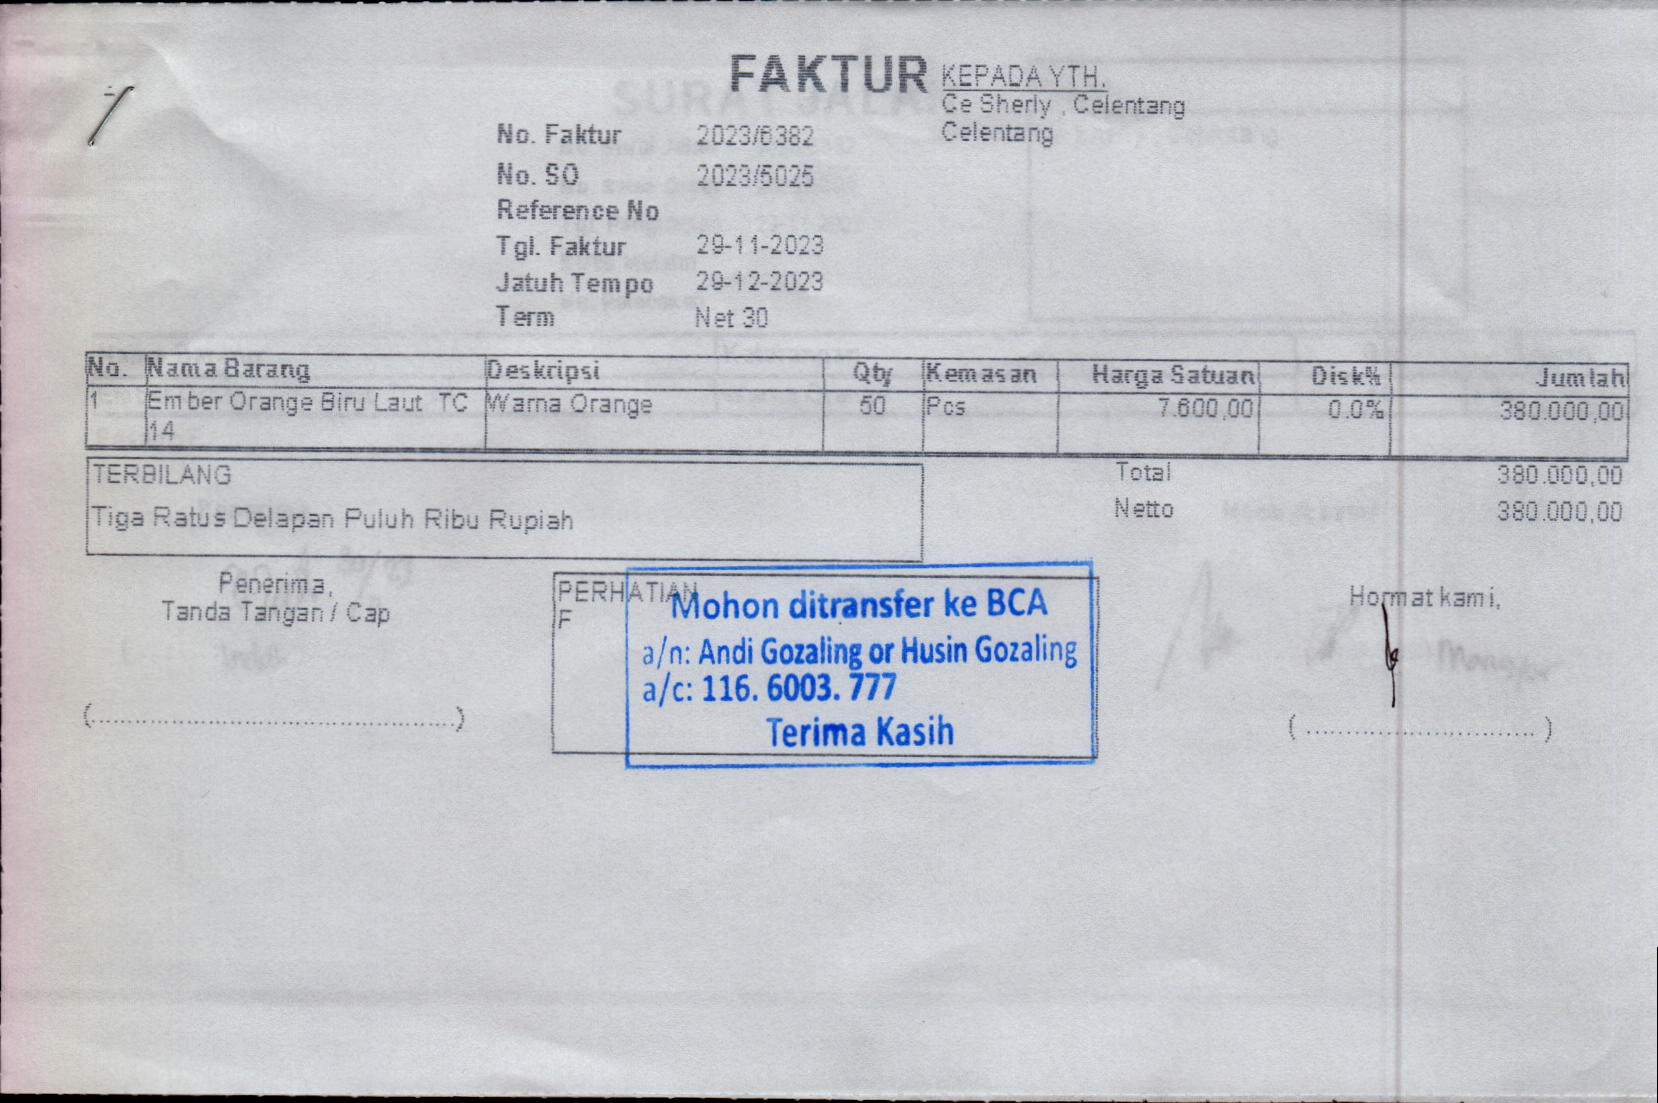 FAKTUR
KEPADA YTH.
Ce Sherly , Celentang
Celentang
No. Faktur 2023/6382
No. SO 2023/5025
Reference No
Tgl. Faktur 29-11-2023
Jatuh Tempo 29-12-2023
Term Net 30
No. Nama Barang Deskripsi Qty Kemasan Harga Satuan Disk% Jumlah
1 Ember Orange Biru Laut TC Warna Orange 50 Pcs 7.600,00 0.0% 380.000,00
14
TERBILANG
Tiga Ratus Delapan Puluh Ribu Rupiah
Total 380.000,00
Netto 380.000,00
Penerima,
Tanda Tangan / Cap
PERHATIAN
F
Mohon ditransfer ke BCA
a/n: Andi Gozaling or Husin Gozaling
a/c: 116. 6003. 777
Terima Kasih
Hormat kami,
(..................................................)
( ................................ )